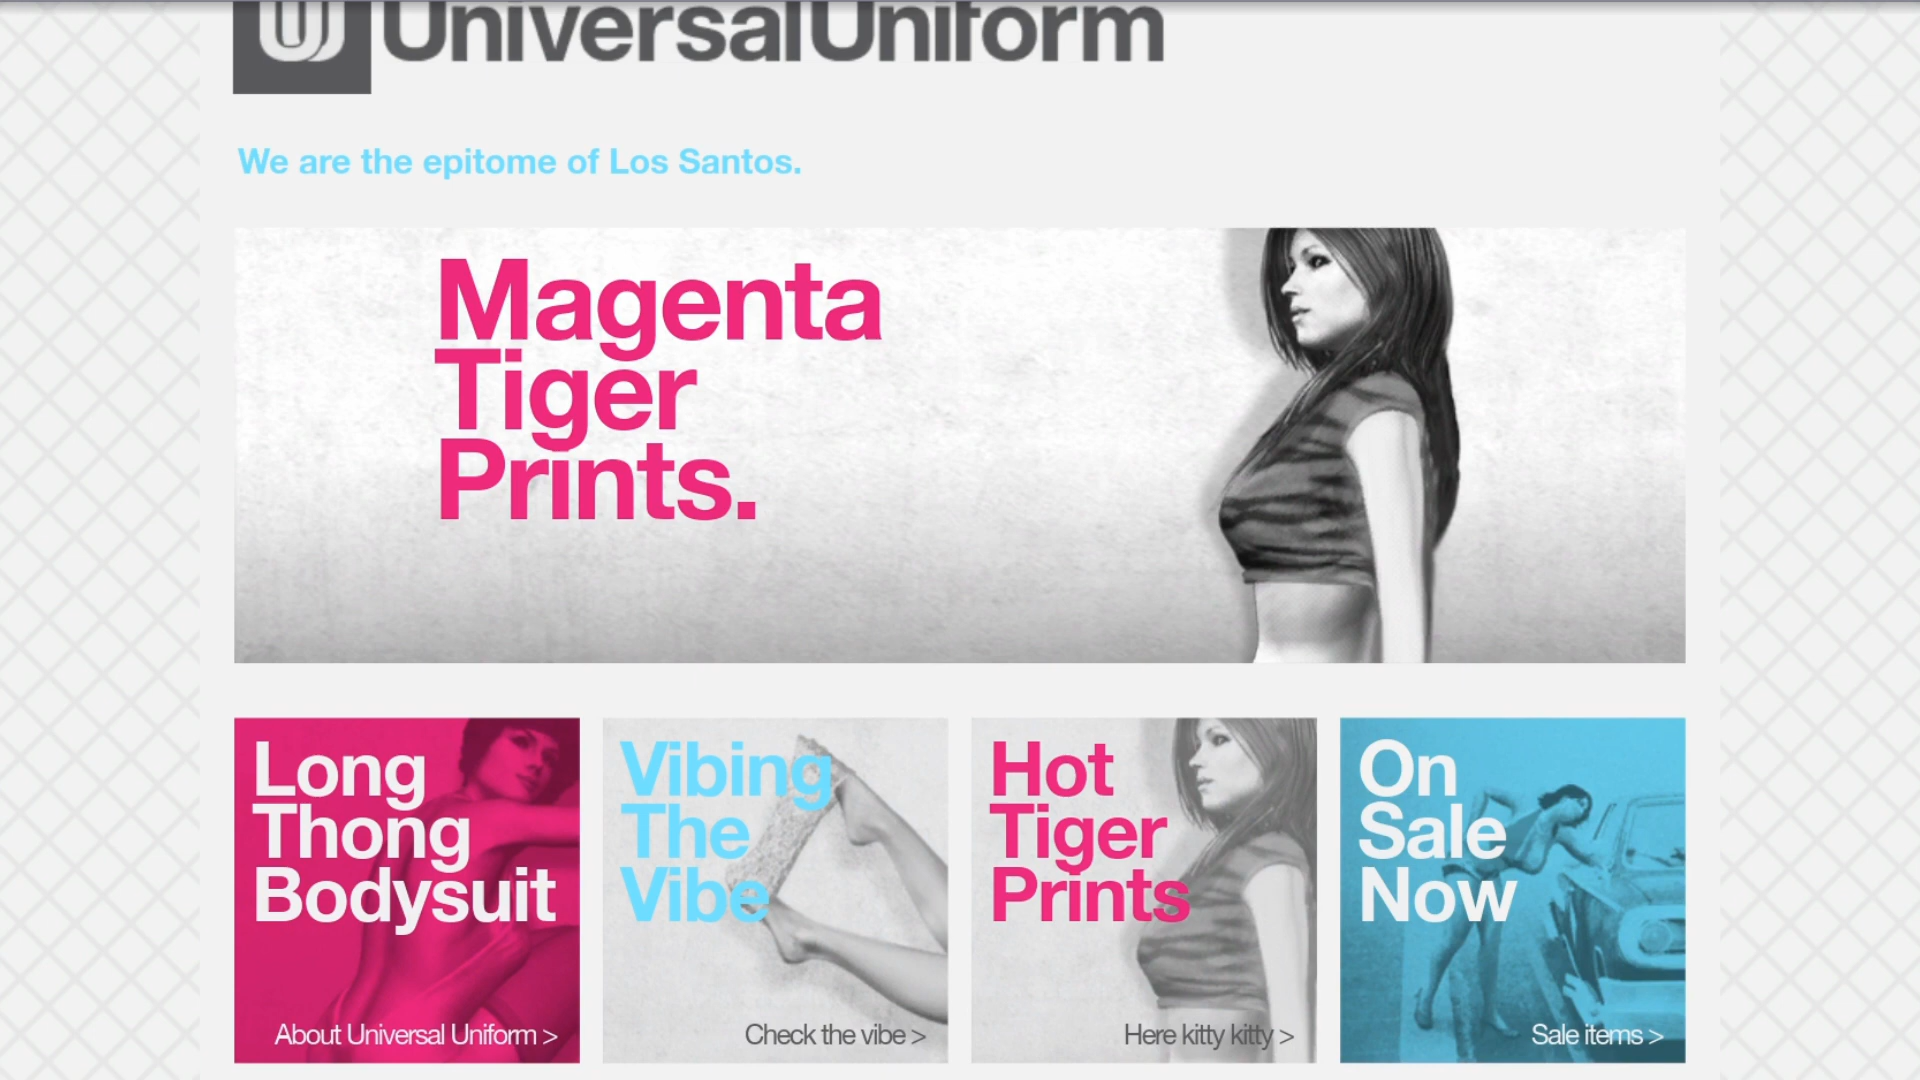 UniversalUniform
We are the epitome of Los Santos.
Magenta
Tiger
Prints.
Long
Thong
Bodysuit
About Universal Uniform >
Vibing
The
Vibe
Check the vibe >
Hot
Tiger
Prints
Here kitty kitty >
On
Sale
Now
Sale items >